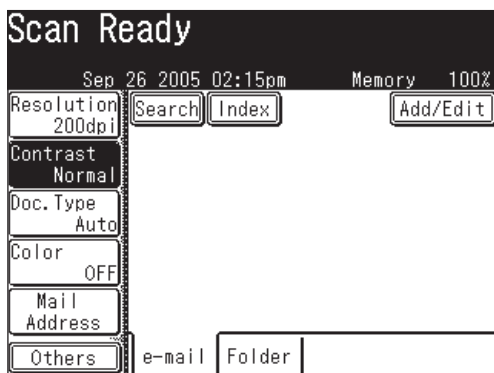 Scan Ready
Sep 26 2005 02:15pm Memory 100%
Resolution
200dpi
Search Index Add/Edit
Contrast
Normal
Doc.Type
Auto
Color
OFF
Mail
Address
Others
e-mail Folder